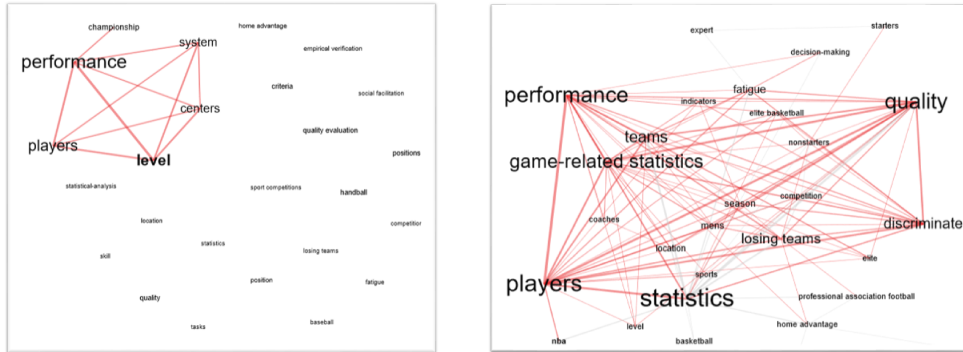 championship
home advantage
system
empirical verification
performance
criteria
social facilitation
centers
quality evaluation
players
level
positions
statistical-analysis
sport competitions
handball
location
competitior
statistics
losing teams
skill
position
fatigue
quality
baseball
tasks
expert
starters
decision-making
performance
fatigue
indicators
quality
elite basketball
teams
nonstarters
game-related statistics
competition
season
coaches
mens
discriminate
losing teams
location
elite
sports
players
statistics
professional association football
level
home advantage
nba
basketball